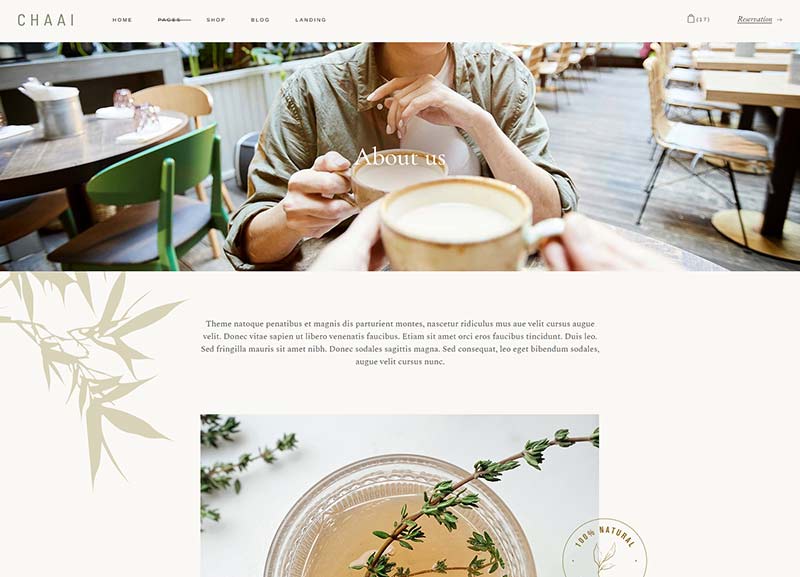 CHAAI
HOME PAGES SHOP BLOG LANDING
(17)
Reservation →
About us
Theme natoque penatibus et magnis dis parturient montes, nascetur ridiculus mus aue velit cursus augue
velit. Donec vitae sapien ut libero venenatis faucibus. Etiam sit amet orci eros faucibus tincidunt. Duis leo.
Sed fringilla mauris sit amet nibh. Donec sodales sagittis magna. Sed consequat, leo eget bibendum sodales,
augue velit cursus nunc.
100% NATURAL